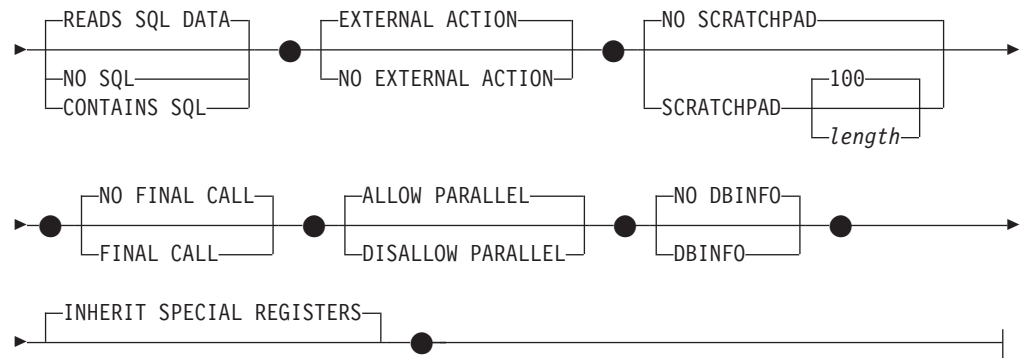 READS SQL DATA
NO SQL
CONTAINS SQL
EXTERNAL ACTION
NO EXTERNAL ACTION
NO SCRATCHPAD
SCRATCHPAD
100
length
NO FINAL CALL
FINAL CALL
ALLOW PARALLEL
DISALLOW PARALLEL
NO DBINFO
DBINFO
INHERIT SPECIAL REGISTERS